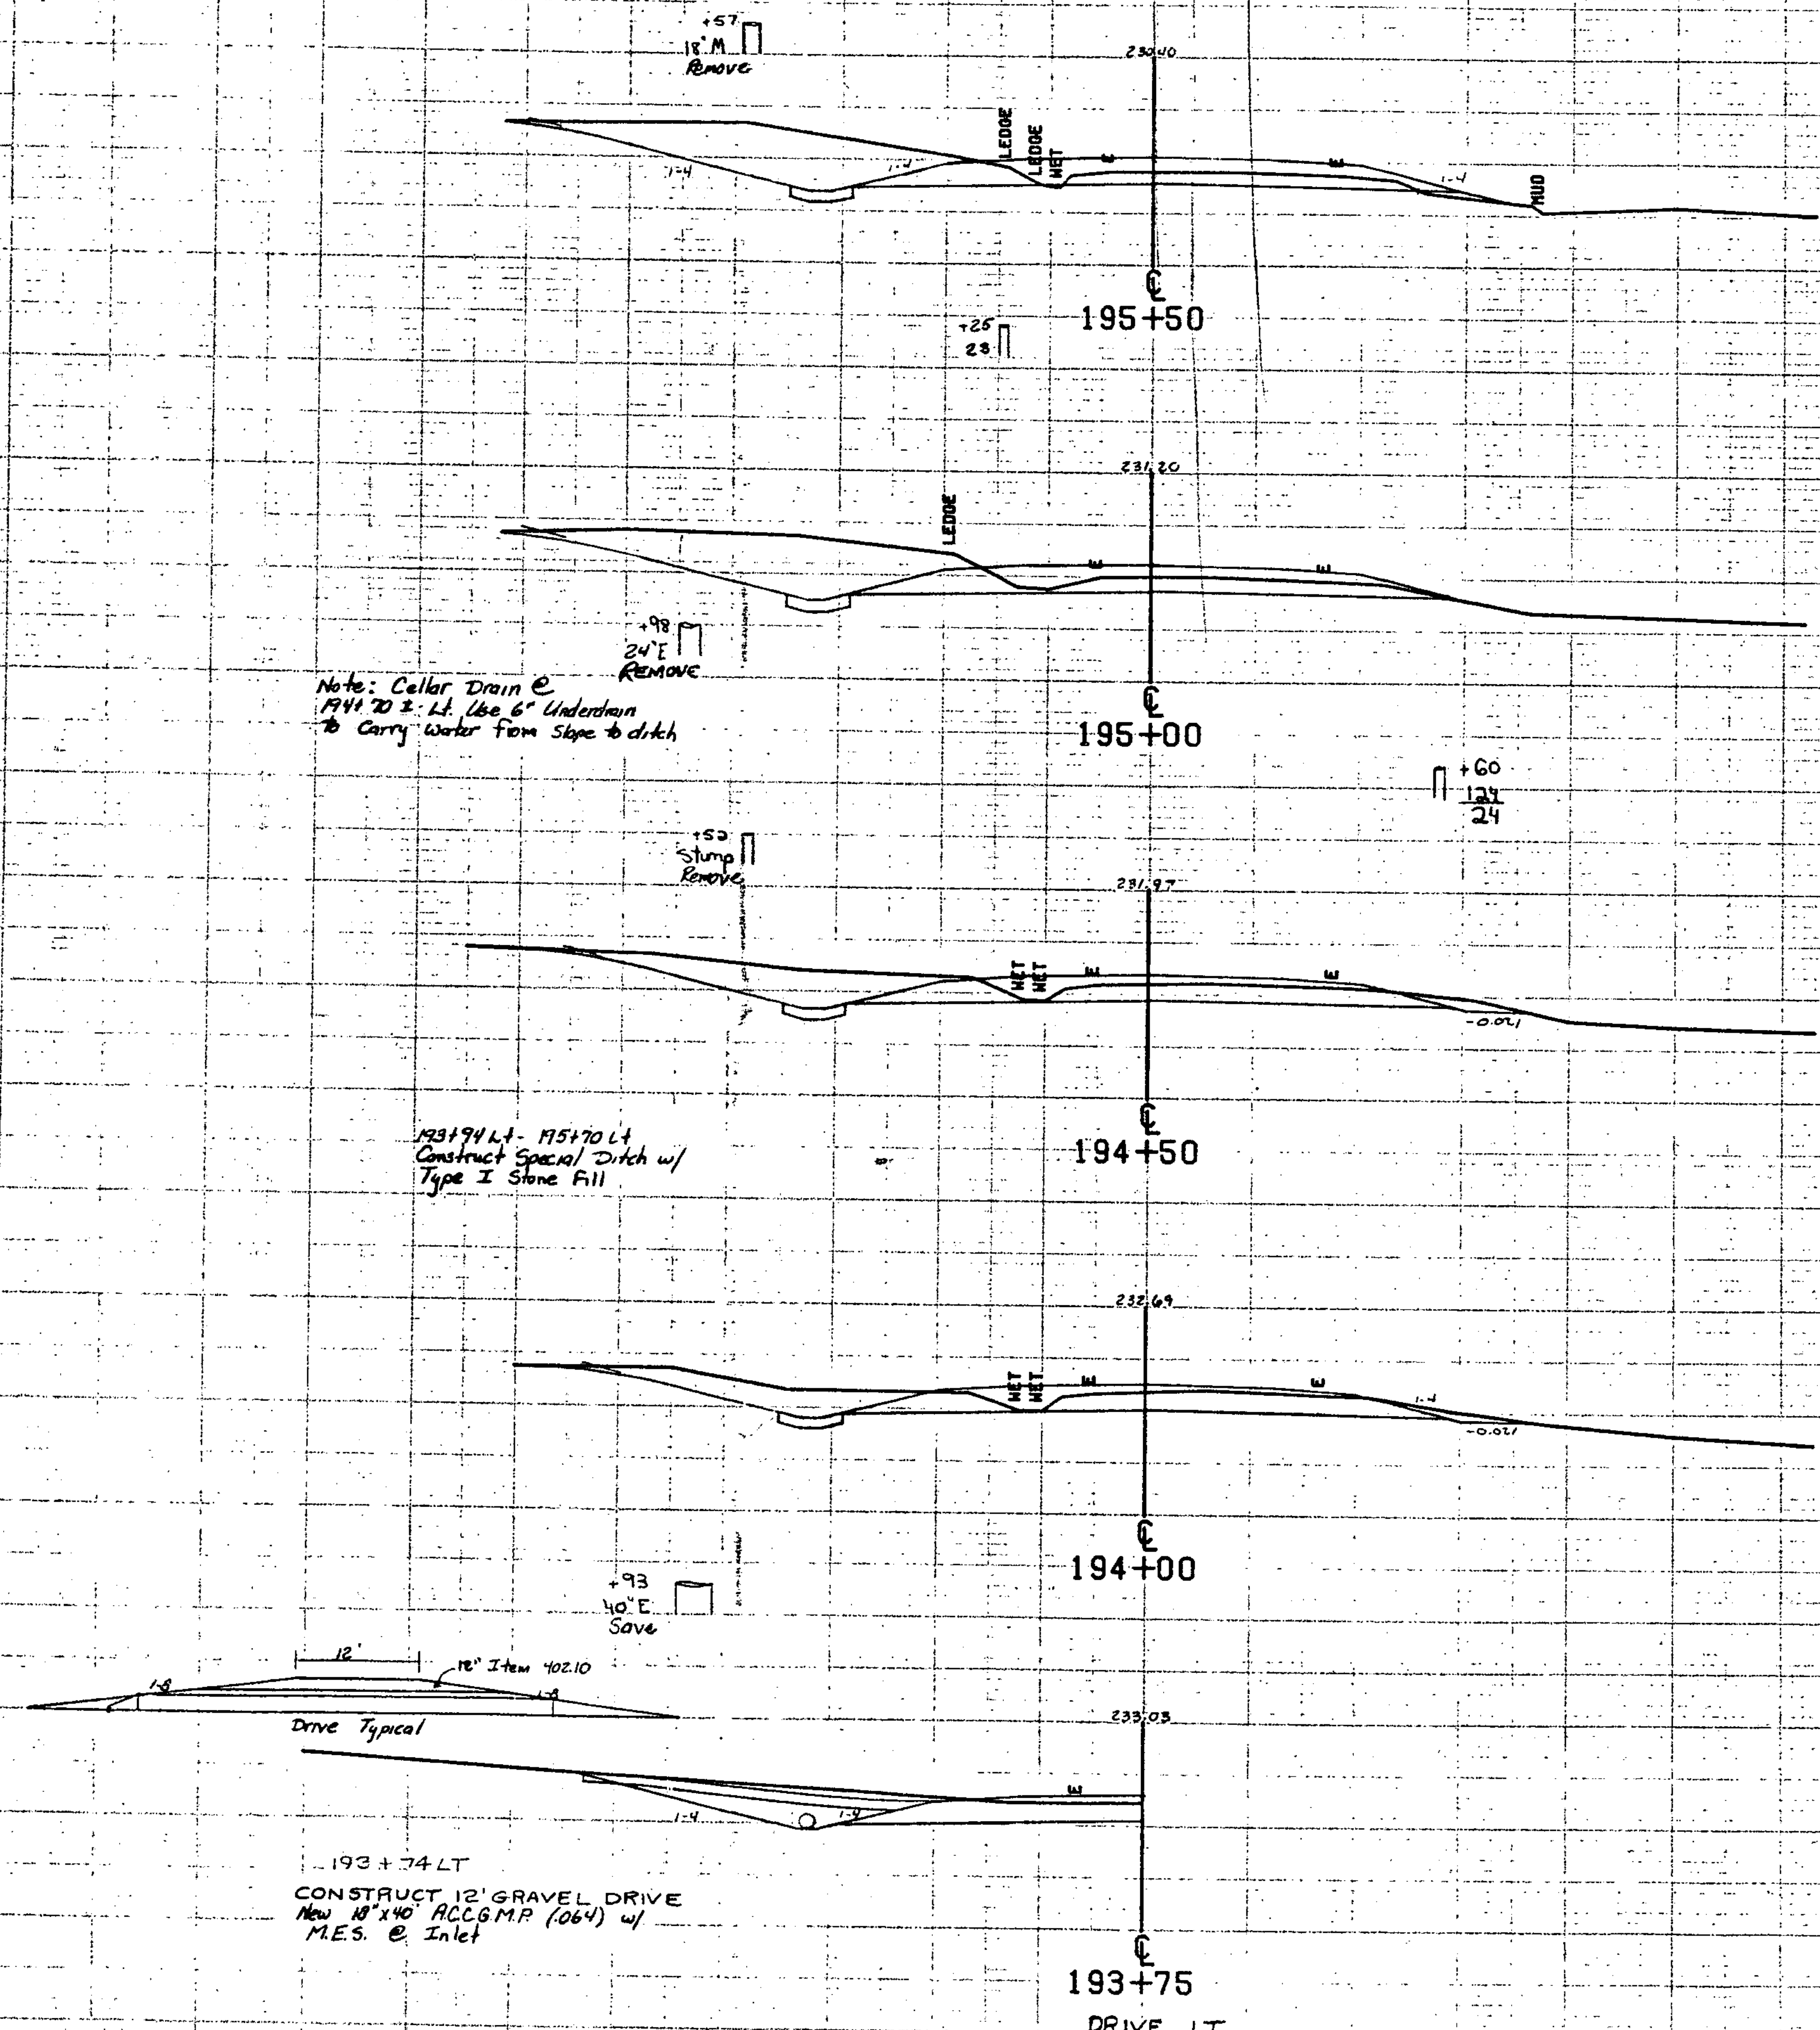 +57
18"M
Remove
230.40
LEDGE
LEDGE
WET
E
E
1-4
1-4
1-4
MUD
℄
195+50
+25
23
231.20
LEDGE
E
E
+98
24"E
REMOVE
Note: Cellar Drain @
194+70 ± Lt. Use 6" Underdrain
to Carry Water from Slope to ditch
℄
195+00
+60
124
24
Stump
Remove
231.97
WET
WET
E
E
-0.021
℄
194+50
193+94 Lt - 195+70 Lt
Construct Special Ditch w/
Type I Stone Fill
232.69
WET
WET
E
E
1-4
-0.021
℄
194+00
+93
40"E
Save
12'
Item 402.10
1-8
1-8
Drive Typical
233.03
E
1-4
1-4
193+74 LT
CONSTRUCT 12' GRAVEL DRIVE
New 18"x40' A.C.C.G.M.P. (.064) w/
M.E.S. @ Inlet
℄
193+75
DRIVE LT